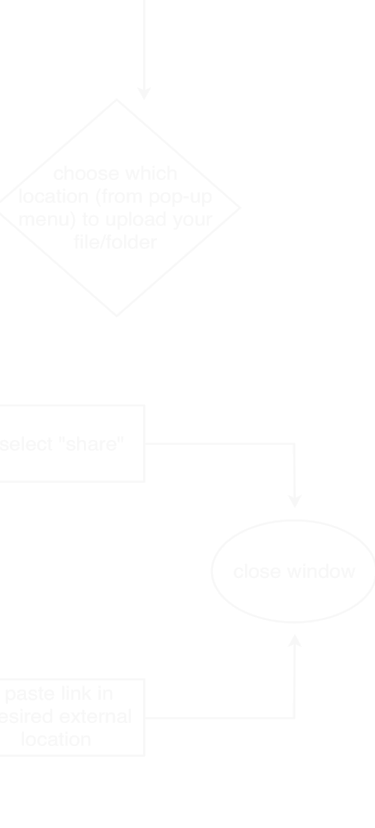 choose which
location (from pop-up
menu) to upload your
file/folder
select "share"
close window
paste link in
esired external
location